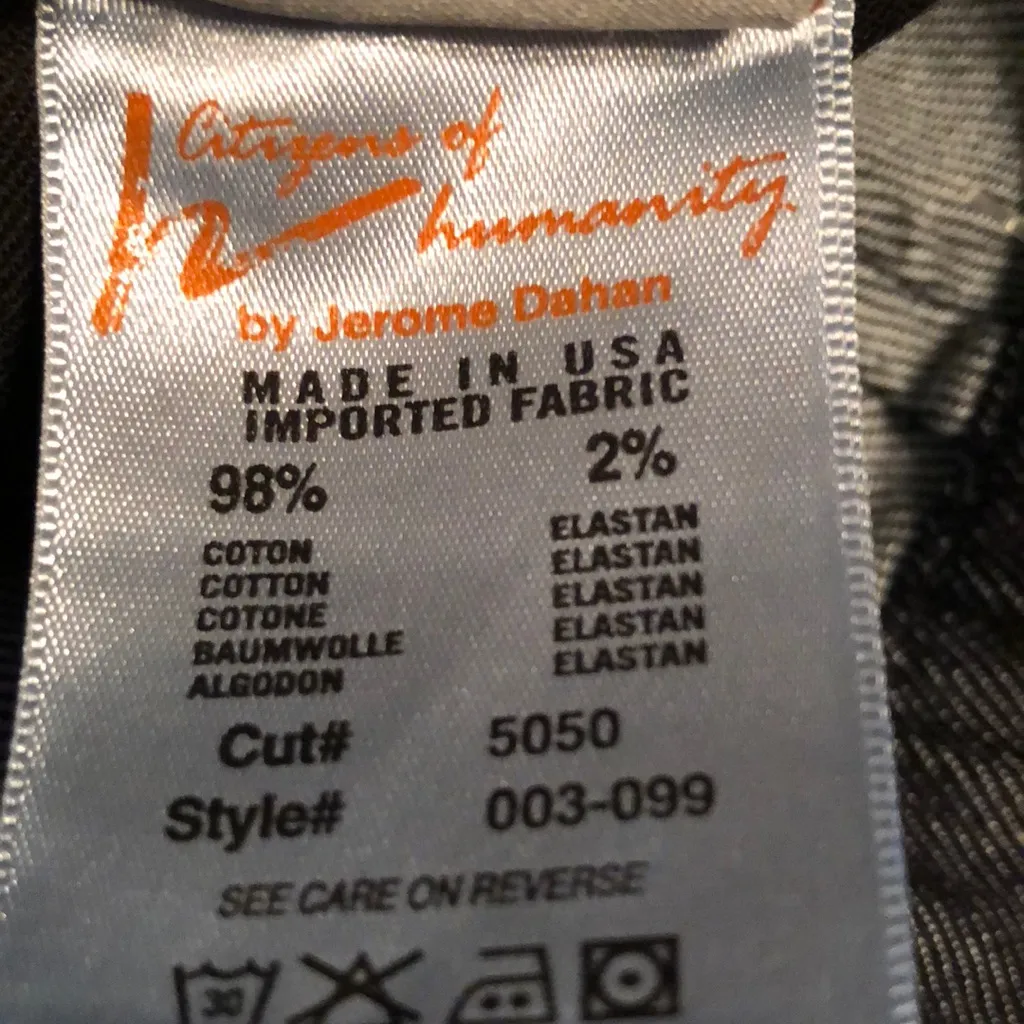 Citizens of
humanity
by Jerome Dahan
MADE IN USA
IMPORTED FABRIC
98% 2%
COTON ELASTAN
COTTON ELASTAN
COTONE ELASTAN
BAUMWOLLE ELASTAN
ALGODON ELASTAN
Cut# 5050
Style# 003-099
SEE CARE ON REVERSE
30